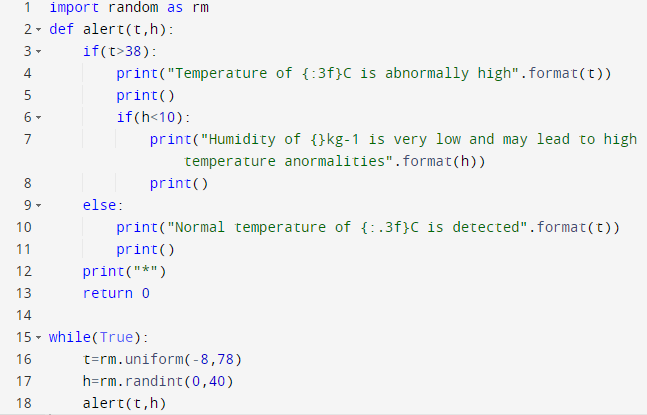 1 import random as rm
2 def alert(t,h):
3     if(t>38):
4         print("Temperature of {:3f}C is abnormally high".format(t))
5         print()
6         if(h<10):
7             print("Humidity of {}kg-1 is very low and may lead to high
                temperature anormalities".format(h))
8             print()
9     else:
10         print("Normal temperature of {:.3f}C is detected".format(t))
11         print()
12     print("*")
13     return 0
14
15 while(True):
16     t=rm.uniform(-8,78)
17     h=rm.randint(0,40)
18     alert(t,h)